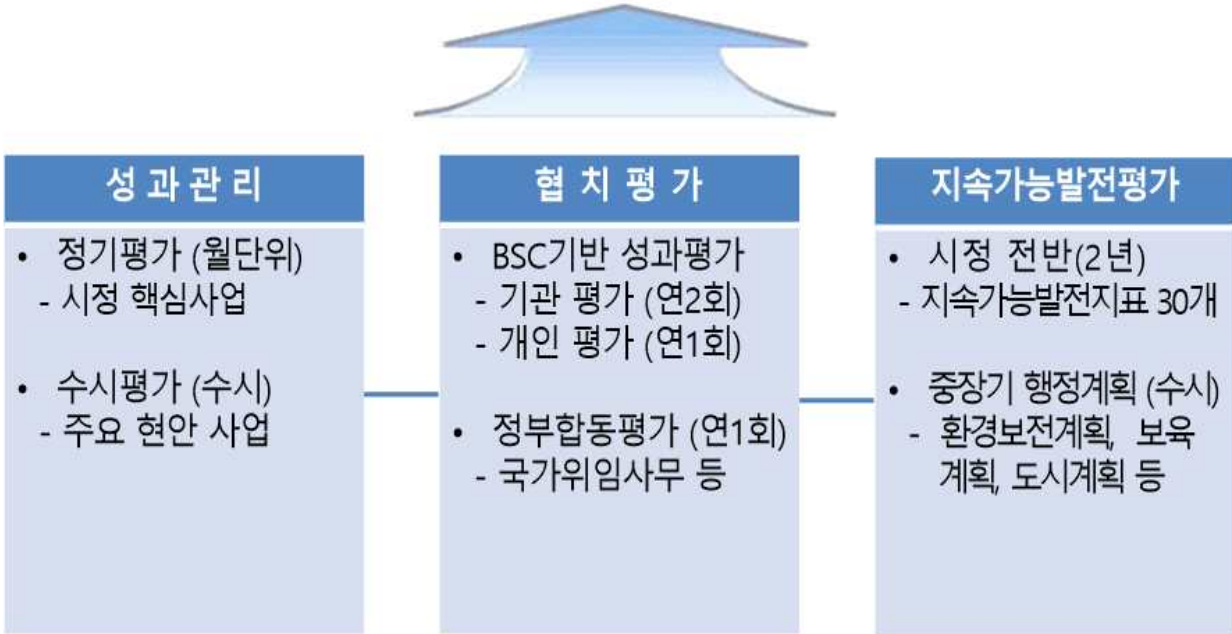 성 과 관 리
• 정기평가 (월단위)
- 시정 핵심사업
• 수시평가 (수시)
- 주요 현안 사업
협 치 평 가
• BSC기반 성과평가
- 기관 평가 (연2회)
- 개인 평가 (연1회)
• 정부합동평가 (연1회)
- 국가위임사무 등
지속가능발전평가
• 시정 전반(2년)
- 지속가능발전지표 30개
• 중장기 행정계획 (수시)
- 환경보전계획, 보육
계획, 도시계획 등